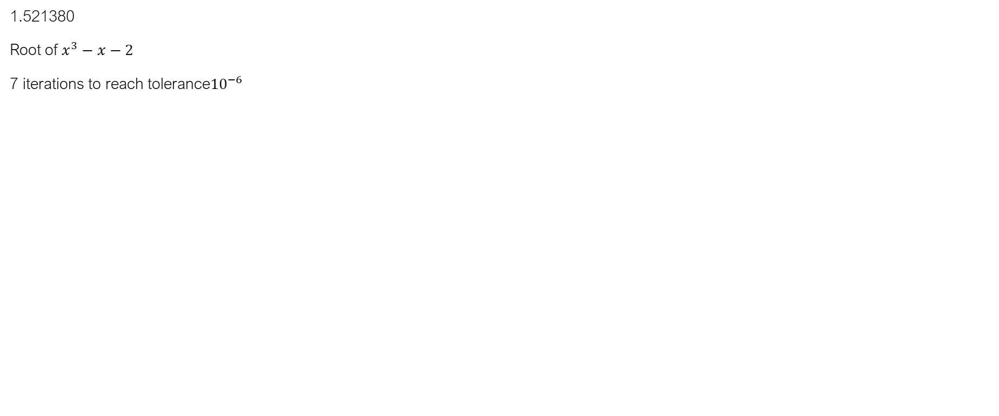 1.521380
Root of x³ − x − 2
7 iterations to reach tolerance10⁻⁶